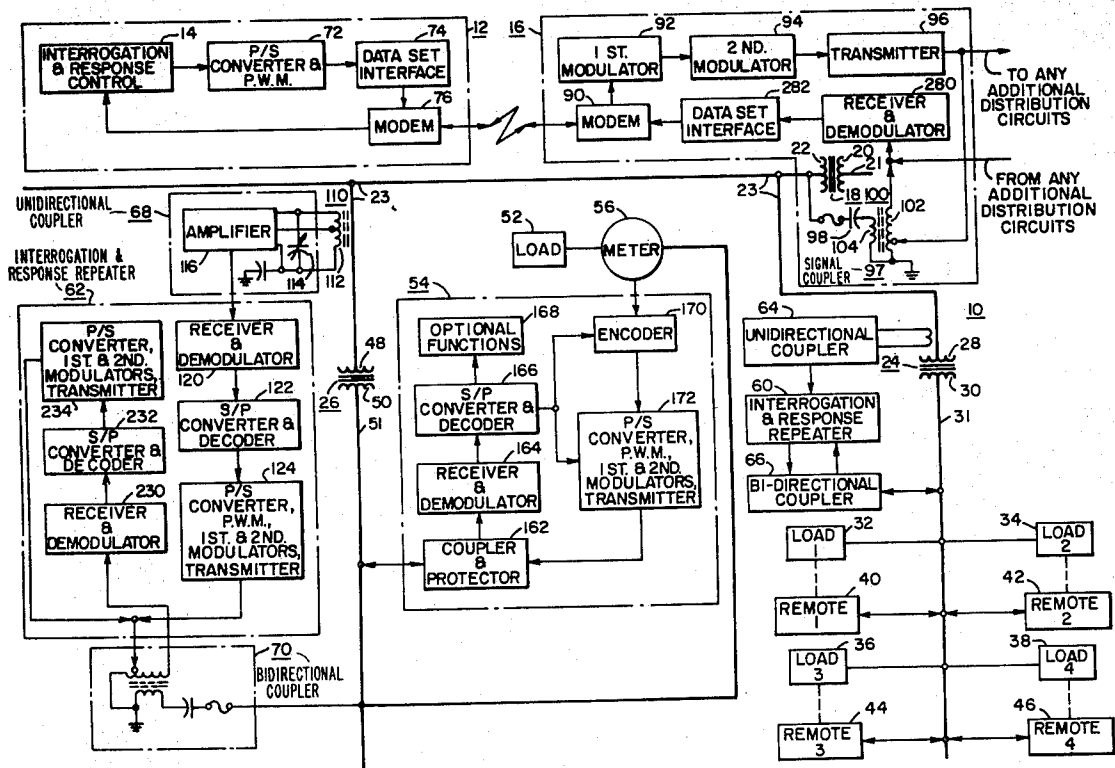 14
72
74
12
INTERROGATION
& RESPONSE
CONTROL
P/S
CONVERTER &
P.W.M.
DATA SET
INTERFACE
76
MODEM
16
92
94
96
1 ST.
MODULATOR
2 ND.
MODULATOR
TRANSMITTER
TO ANY
ADDITIONAL
DISTRIBUTION
CIRCUITS
90
282
280
MODEM
DATA SET
INTERFACE
RECEIVER
&
DEMODULATOR
22
20
21
23
18
100
102
98
104
SIGNAL
COUPLER
97
FROM ANY
ADDITIONAL
DISTRIBUTION
CIRCUITS
UNIDIRECTIONAL
COUPLER
68
110
23
AMPLIFIER
116
114
112
52
56
LOAD
METER
INTERROGATION &
RESPONSE REPEATER
62
P/S
CONVERTER,
1ST. & 2ND.
MODULATORS,
TRANSMITTER
234
RECEIVER
&
DEMODULATOR
120
122
S/P
CONVERTER &
DECODER
232
S/P
CONVERTER &
DECODER
124
P/S
CONVERTER,
P.W.M.,
1ST. & 2ND.
MODULATORS,
TRANSMITTER
230
RECEIVER
&
DEMODULATOR
70
BIDIRECTIONAL
COUPLER
48
26
50
51
54
168
170
OPTIONAL
FUNCTIONS
ENCODER
166
S/P
CONVERTER &
DECODER
172
P/S
CONVERTER,
P.W.M.,
1ST. & 2ND.
MODULATORS,
TRANSMITTER
164
RECEIVER
&
DEMODULATOR
162
COUPLER
&
PROTECTOR
10
64
UNIDIRECTIONAL
COUPLER
24
28
30
31
60
INTERROGATION
& RESPONSE
REPEATER
66
BI-DIRECTIONAL
COUPLER
32
34
LOAD
1
LOAD
2
40
42
REMOTE
1
REMOTE
2
36
38
LOAD
3
LOAD
4
44
46
REMOTE
3
REMOTE
4